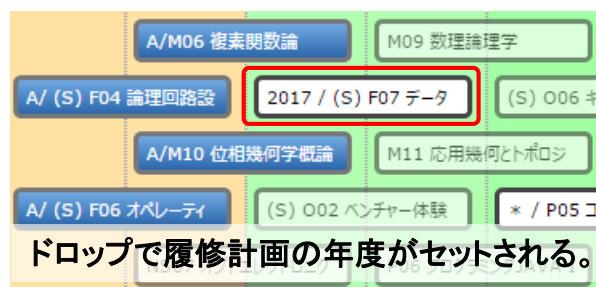 A/M06 複素関数論
M09 数理論理学
A/ (S) F04 論理回路設
2017 / (S) F07 データ
(S) O06 キ
A/M10 位相幾何学概論
M11 応用幾何とトポロジ
A/ (S) F06 オペレーティ
(S) O02 ベンチャー体験
* / P05 コ
ドロップで履修計画の年度がセットされる。